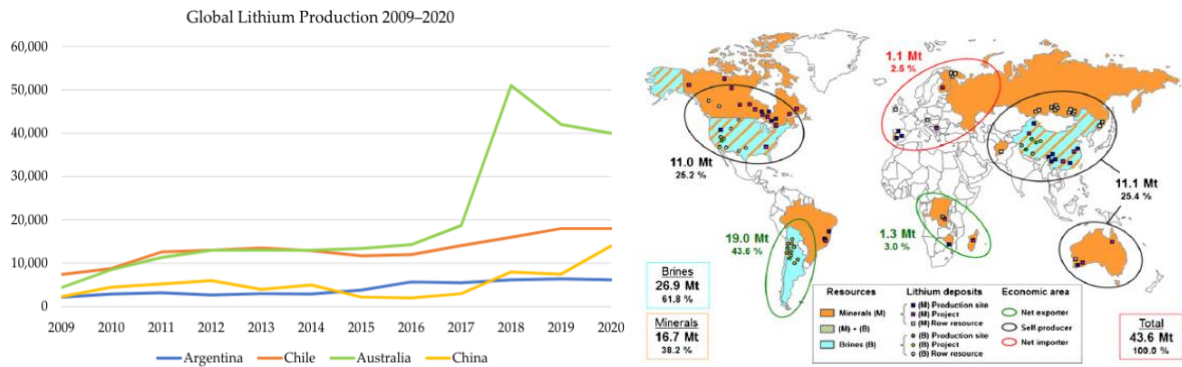 Global Lithium Production 2009–2020
60,000
50,000
40,000
30,000
20,000
10,000
0
2009 2010 2011 2012 2013 2014 2015 2016 2017 2018 2019 2020
Argentina Chile Australia China
1.1 Mt
2.5 %
11.0 Mt
25.2 %
11.1 Mt
25.4 %
19.0 Mt
43.6 %
1.3 Mt
3.0 %
Brines
26.9 Mt
61.8 %
Minerals
16.7 Mt
38.2 %
Resources
Minerals (M)
(M) + (B)
Brines (B)
Lithium deposits
(M) Production site
(M) Project
(M) Row resource
(B) Production site
(B) Project
(B) Row resource
Economic area
Net exporter
Self-producer
Net importer
Total
43.6 Mt
100.0 %